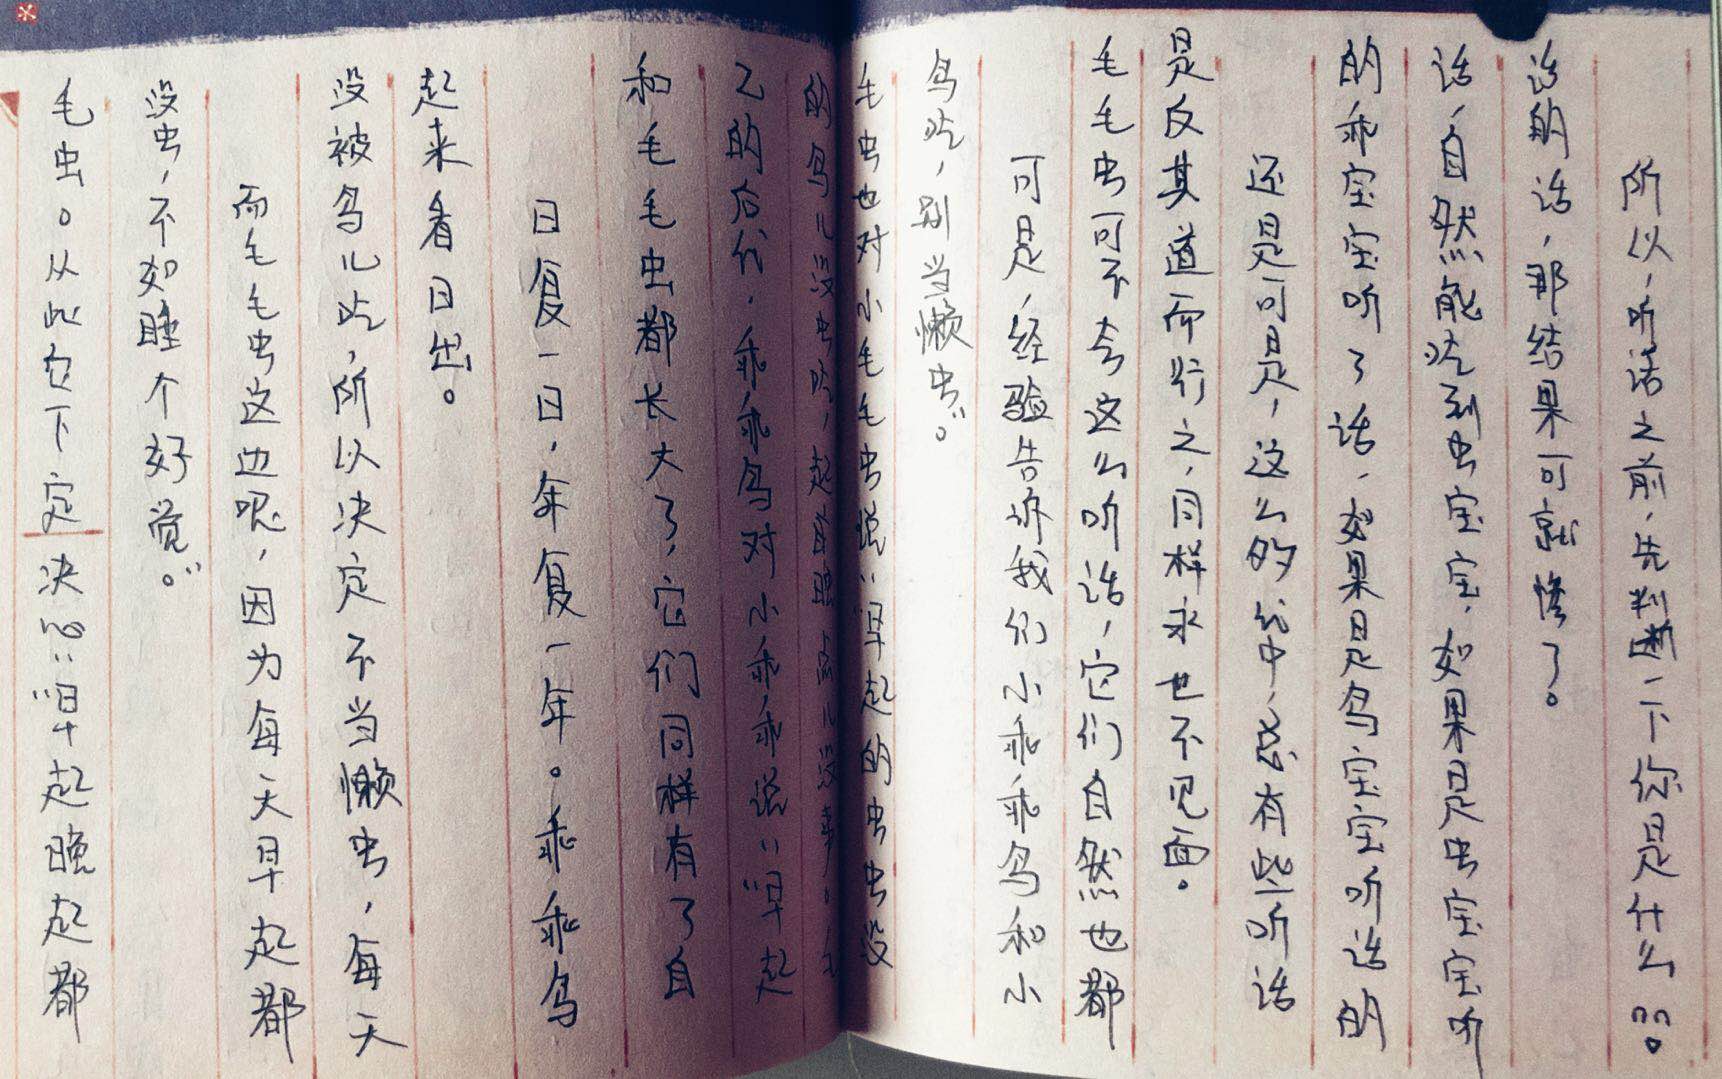 毛虫。从此它下定决心：“早起晚起都
没虫，不如睡个好觉。”
而毛毛虫这边呢，因为每天早起都
没被鸟儿吃，所以决定不当懒虫，每天
起来看日出。
日复一日，年复一年。乖乖鸟
和毛毛虫都长大了，它们同样有了自
己的后代，乖乖鸟对小乖乖说：“早起
的鸟儿没虫吃，起
毛虫也对小毛毛虫说：“早起的虫虫没
鸟吃，别当懒虫。”
可是，经验告诉我们小乖乖鸟和小
毛毛虫可不会这么听话，它们自然也都
是反其道而行之，同样永也不见面。
还是可是，这么多的 中，总有些听话
的乖宝宝听了话，如果是鸟宝宝听话的
话，自然能吃到虫宝宝，如果是虫宝宝听
话的话，那结果可就惨了。
所以，听话之前，先判断一下你是什么??。